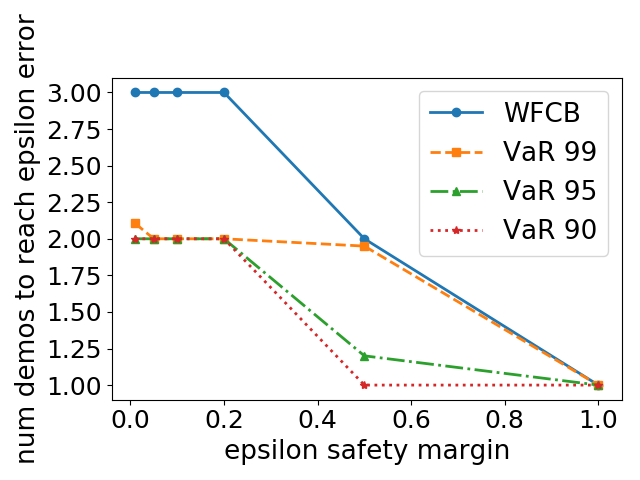 num demos to reach epsilon error
3.00
2.75
2.50
2.25
2.00
1.75
1.50
1.25
1.00
WFCB
VaR 99
VaR 95
VaR 90
0.0 0.2 0.4 0.6 0.8 1.0
epsilon safety margin